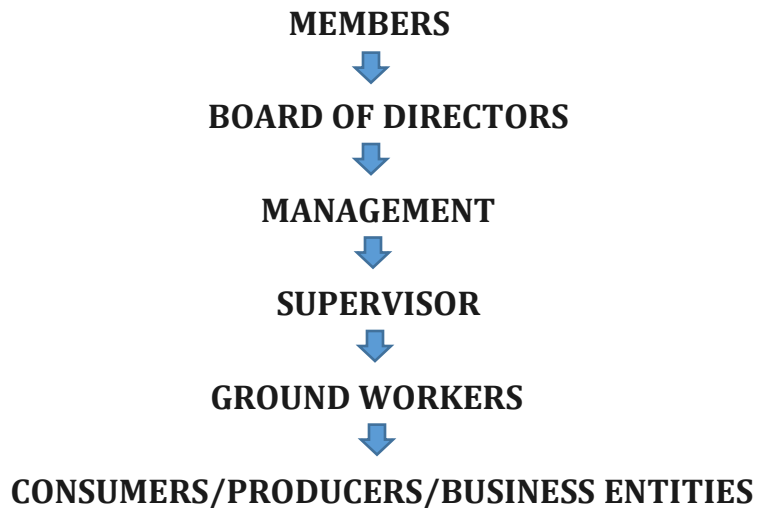 MEMBERS
BOARD OF DIRECTORS
MANAGEMENT
SUPERVISOR
GROUND WORKERS
CONSUMERS/PRODUCERS/BUSINESS ENTITIES